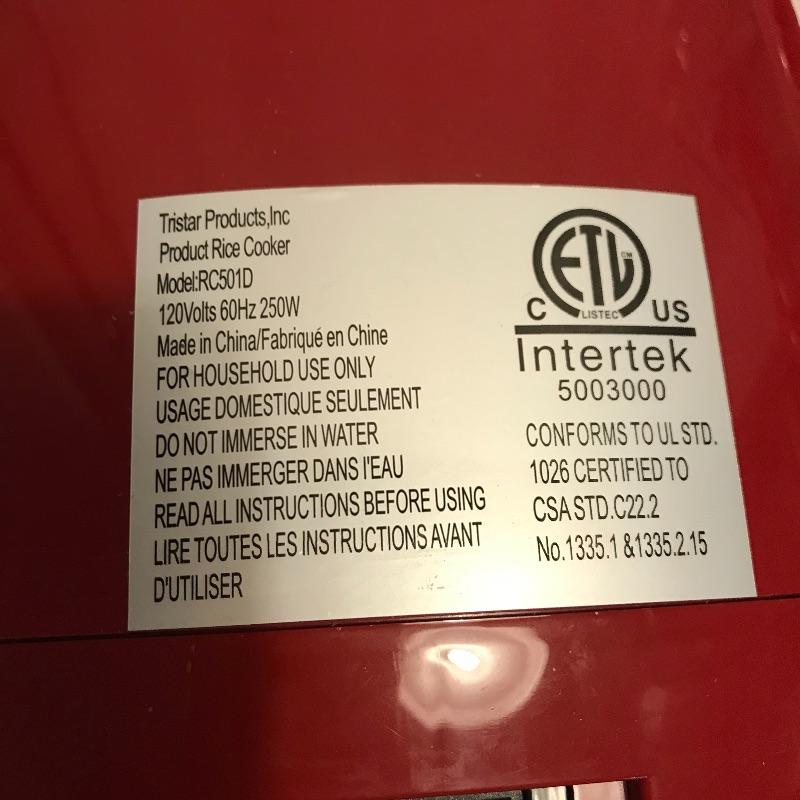 Tristar Products,Inc
Product Rice Cooker
Model:RC501D
120Volts 60Hz 250W
Made in China/Fabriqué en Chine
FOR HOUSEHOLD USE ONLY
USAGE DOMESTIQUE SEULEMENT
DO NOT IMMERSE IN WATER
NE PAS IMMERGER DANS I'EAU
READ ALL INSTRUCTIONS BEFORE USING
LIRE TOUTES LES INSTRUCTIONS AVANT
D'UTILISER
ETL CM
C LISTED US
Intertek
5003000
CONFORMS TO UL STD.
1026 CERTIFIED TO
CSA STD.C22.2
No.1335.1 &1335.2.15